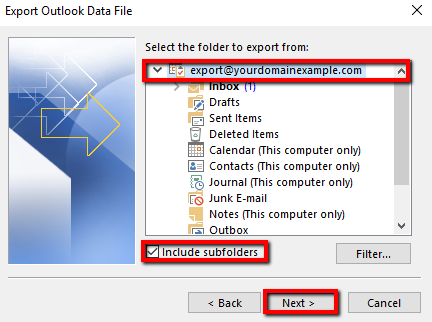 Export Outlook Data File
Select the folder to export from:
export@yourdomainexample.com
Inbox (1)
Drafts
Sent Items
Deleted Items
Calendar (This computer only)
Contacts (This computer only)
Journal (This computer only)
Junk E-mail
Notes (This computer only)
Outbox
Include subfolders
Filter...
< Back
Next >
Cancel